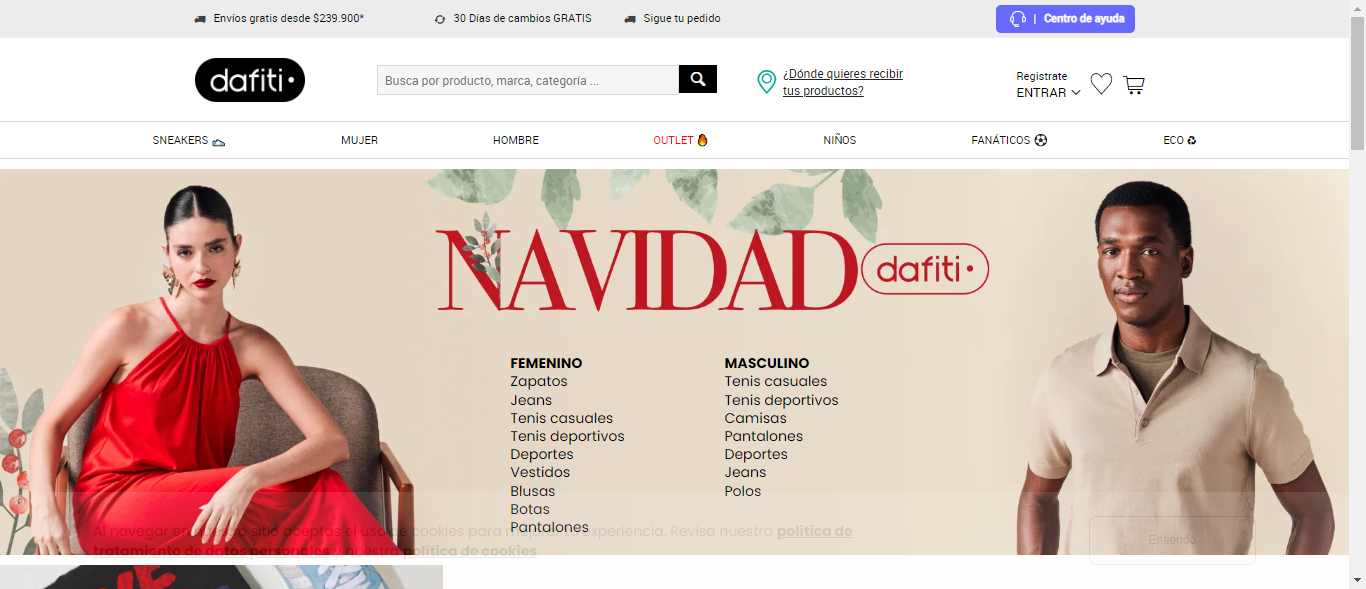 Envíos gratis desde $239.900*
30 Días de cambios GRATIS
Sigue tu pedido
| Centro de ayuda
dafiti
Busca por producto, marca, categoría ...
¿Dónde quieres recibir
tus productos?
Registrate
ENTRAR
SNEAKERS
MUJER
HOMBRE
OUTLET
NIÑOS
FANÁTICOS
ECO
NAVIDAD
dafiti
FEMENINO
Zapatos
Jeans
Tenis casuales
Tenis deportivos
Deportes
Vestidos
Blusas
Botas
Pantalones
MASCULINO
Tenis casuales
Tenis deportivos
Camisas
Pantalones
Deportes
Jeans
Polos
Al navegar en nuestro sitio aceptas el uso de cookies para mejorar tu experiencia. Revisa nuestra política de
tratamiento de datos personales y nuestra política de cookies.
Entiendo